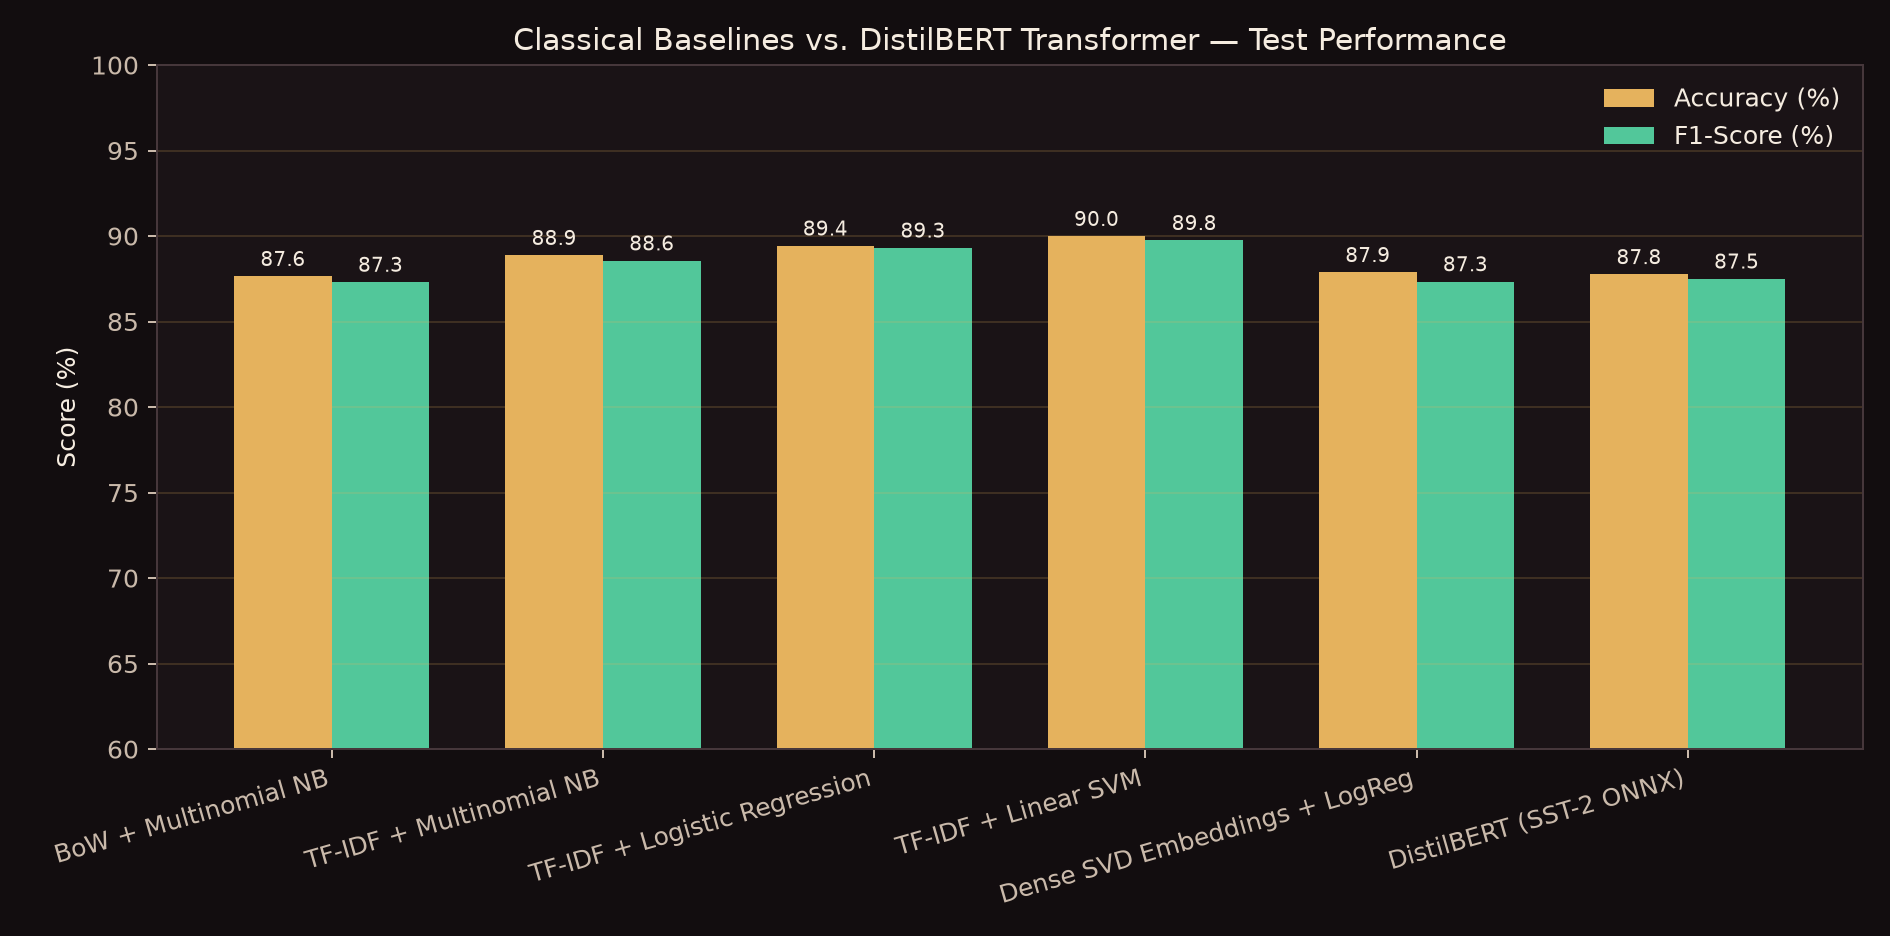 Classical Baselines vs. DistilBERT Transformer — Test Performance
Accuracy (%)
F1-Score (%)
Score (%)
100
95
90
85
80
75
70
65
60
87.6
87.3
88.9
88.6
89.4
89.3
90.0
89.8
87.9
87.3
87.8
87.5
BoW + Multinomial NB
TF-IDF + Multinomial NB
TF-IDF + Logistic Regression
TF-IDF + Linear SVM
Dense SVD Embeddings + LogReg
DistilBERT (SST-2 ONNX)